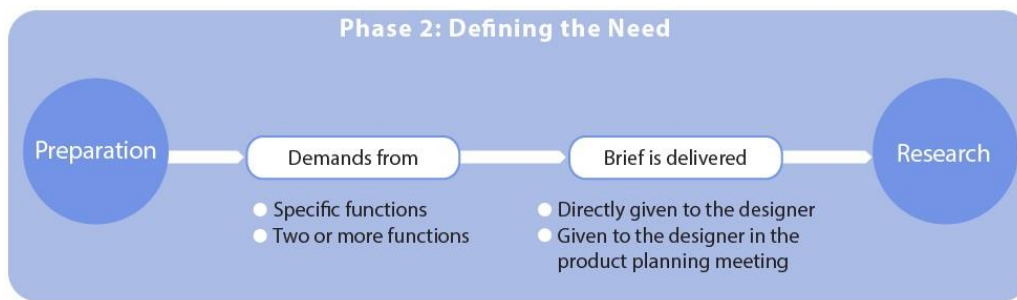 Phase 2: Defining the Need
Preparation
Demands from
Specific functions
Two or more functions
Brief is delivered
Directly given to the designer
Given to the designer in the
product planning meeting
Research